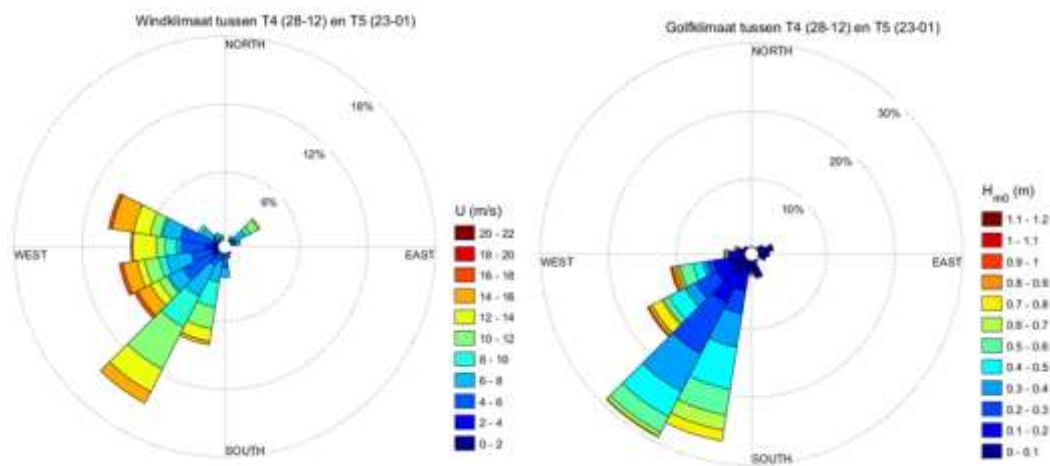 Windklimaat tussen T4 (28-12) en T5 (23-01)
NORTH
18%
12%
6%
WEST
EAST
SOUTH
U (m/s)
20 - 22
18 - 20
16 - 18
14 - 16
12 - 14
10 - 12
8 - 10
6 - 8
4 - 6
2 - 4
0 - 2
Golfklimaat tussen T4 (28-12) en T5 (23-01)
NORTH
30%
20%
10%
WEST
EAST
SOUTH
Hm0 (m)
1.1 - 1.2
1 - 1.1
0.9 - 1
0.8 - 0.9
0.7 - 0.8
0.6 - 0.7
0.5 - 0.6
0.4 - 0.5
0.3 - 0.4
0.2 - 0.3
0.1 - 0.2
0 - 0.1